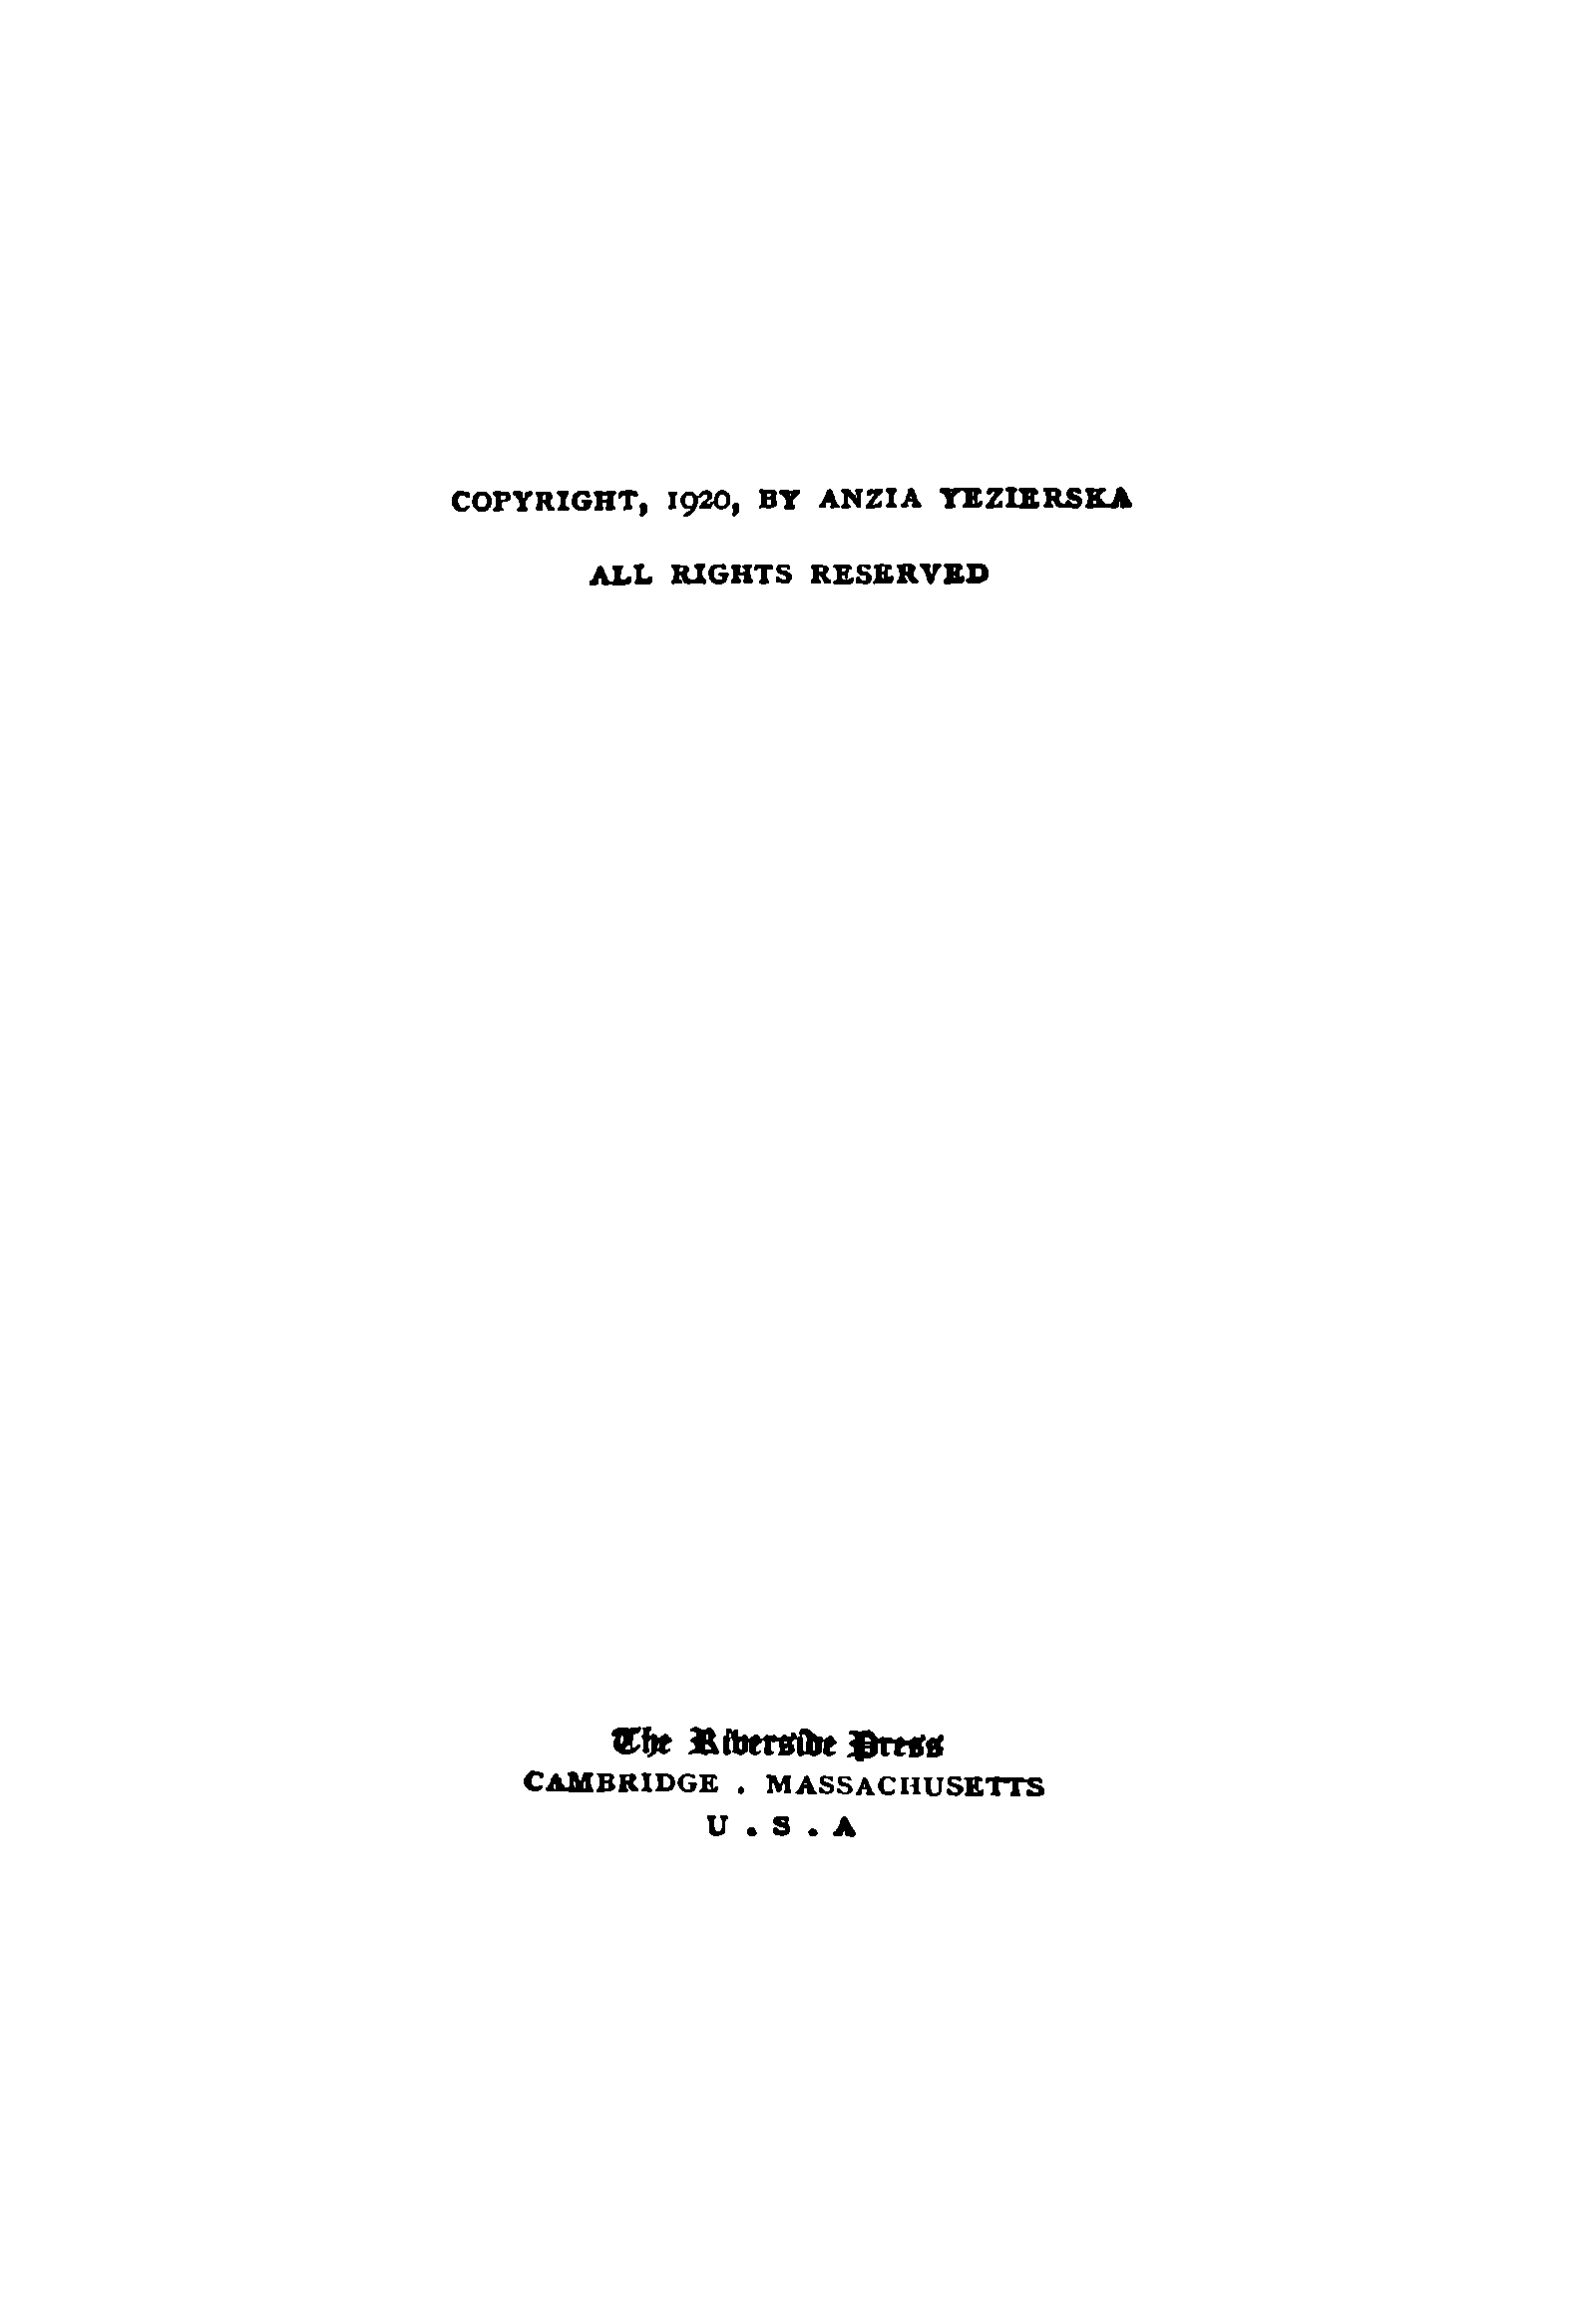 COPYRIGHT, 1920, BY ANZIA YEZIERSKA
ALL RIGHTS RESERVED
The Riverside Press
CAMBRIDGE . MASSACHUSETTS
U . S . A